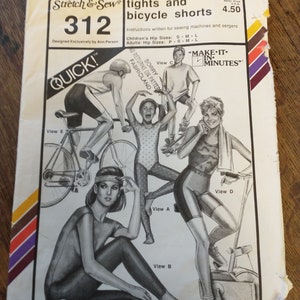 Stretch & Sew®
312
Designed Exclusively by Ann Person
tights and
bicycle shorts
4.50
Instructions written for sewing machines and sergers
Children's Hip Sizes: S - M - L
Adults' Hip Sizes: P - S - M - L
QUICK!
"MAKE·IT
·IN·
MINUTES"
View C
View E
View A
View D
View B